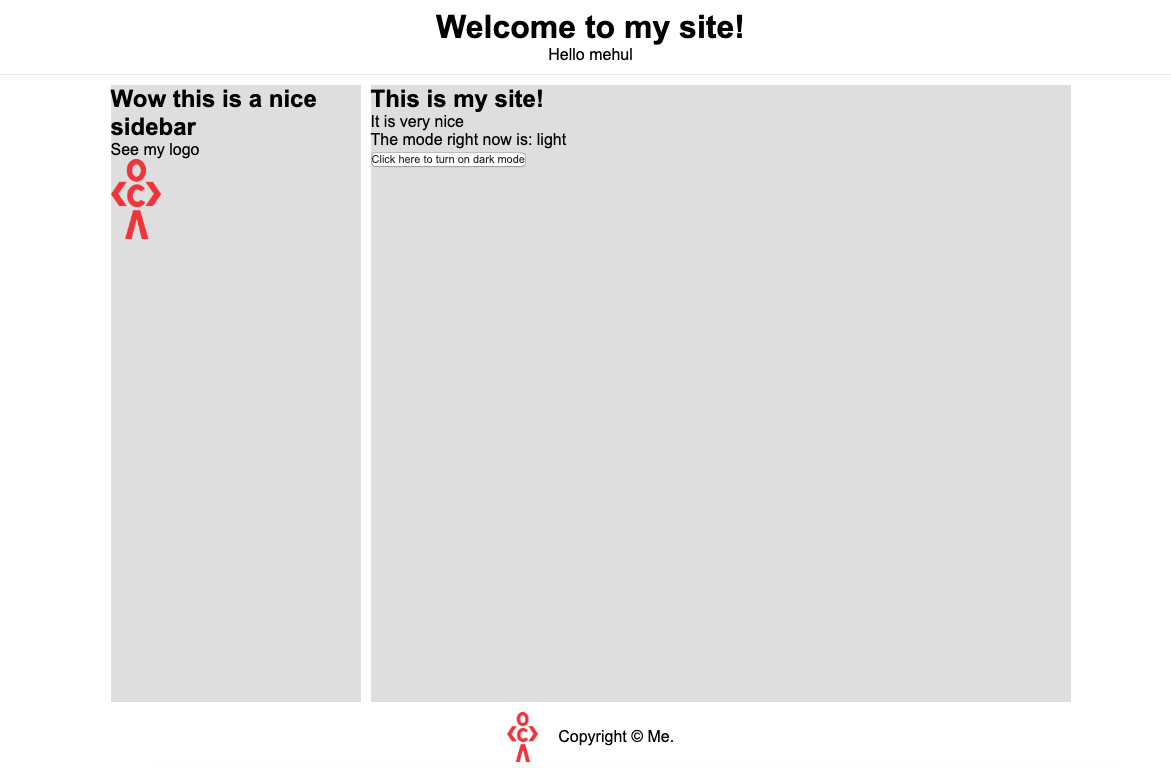 Welcome to my site!
Hello mehul
Wow this is a nice
sidebar
See my logo
This is my site!
It is very nice
The mode right now is: light
Click here to turn on dark mode
Copyright © Me.